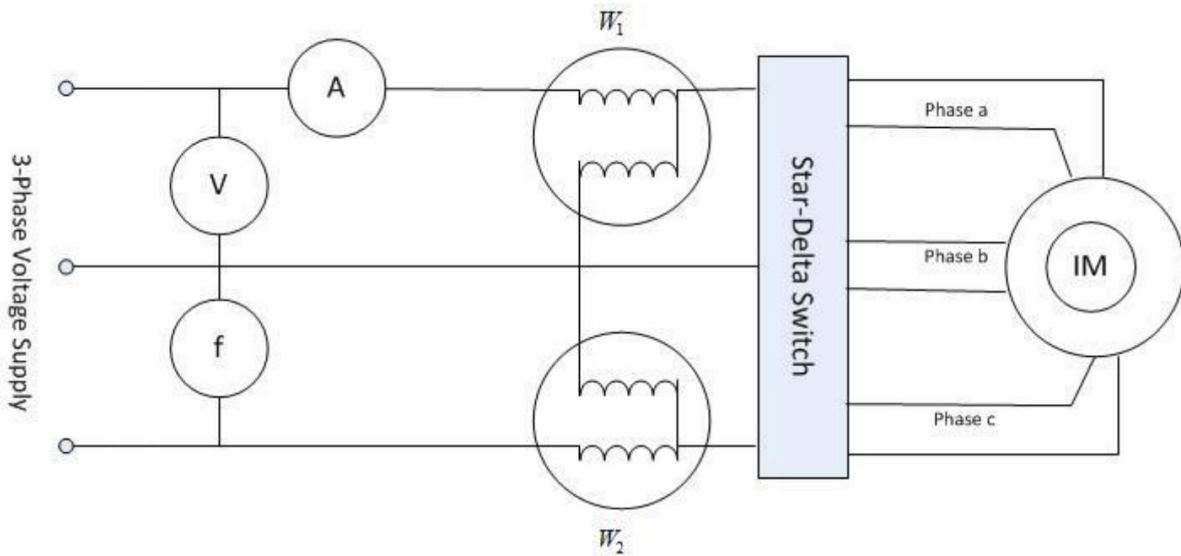 W₁
A
V
f
3-Phase Voltage Supply
Star-Delta Switch
Phase a
Phase b
Phase c
IM
W₂